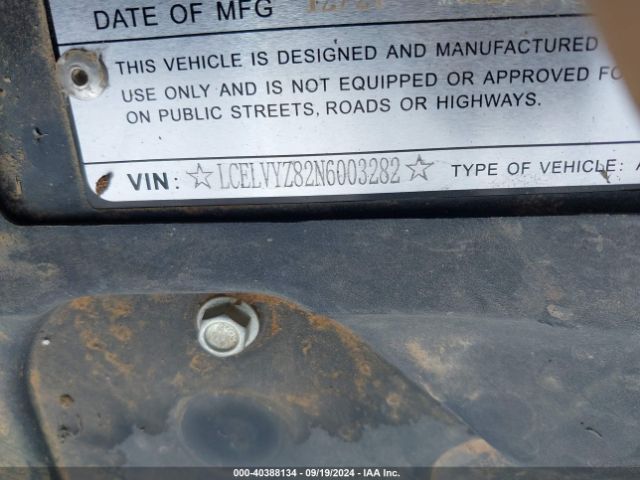 DATE OF MFG
THIS VEHICLE IS DESIGNED AND MANUFACTURED
USE ONLY AND IS NOT EQUIPPED OR APPROVED FO
ON PUBLIC STREETS, ROADS OR HIGHWAYS.
VIN: ☆LCELVYZ82N6003282☆ TYPE OF VEHICLE: A
000-40388134 - 09/19/2024 - IAA Inc.